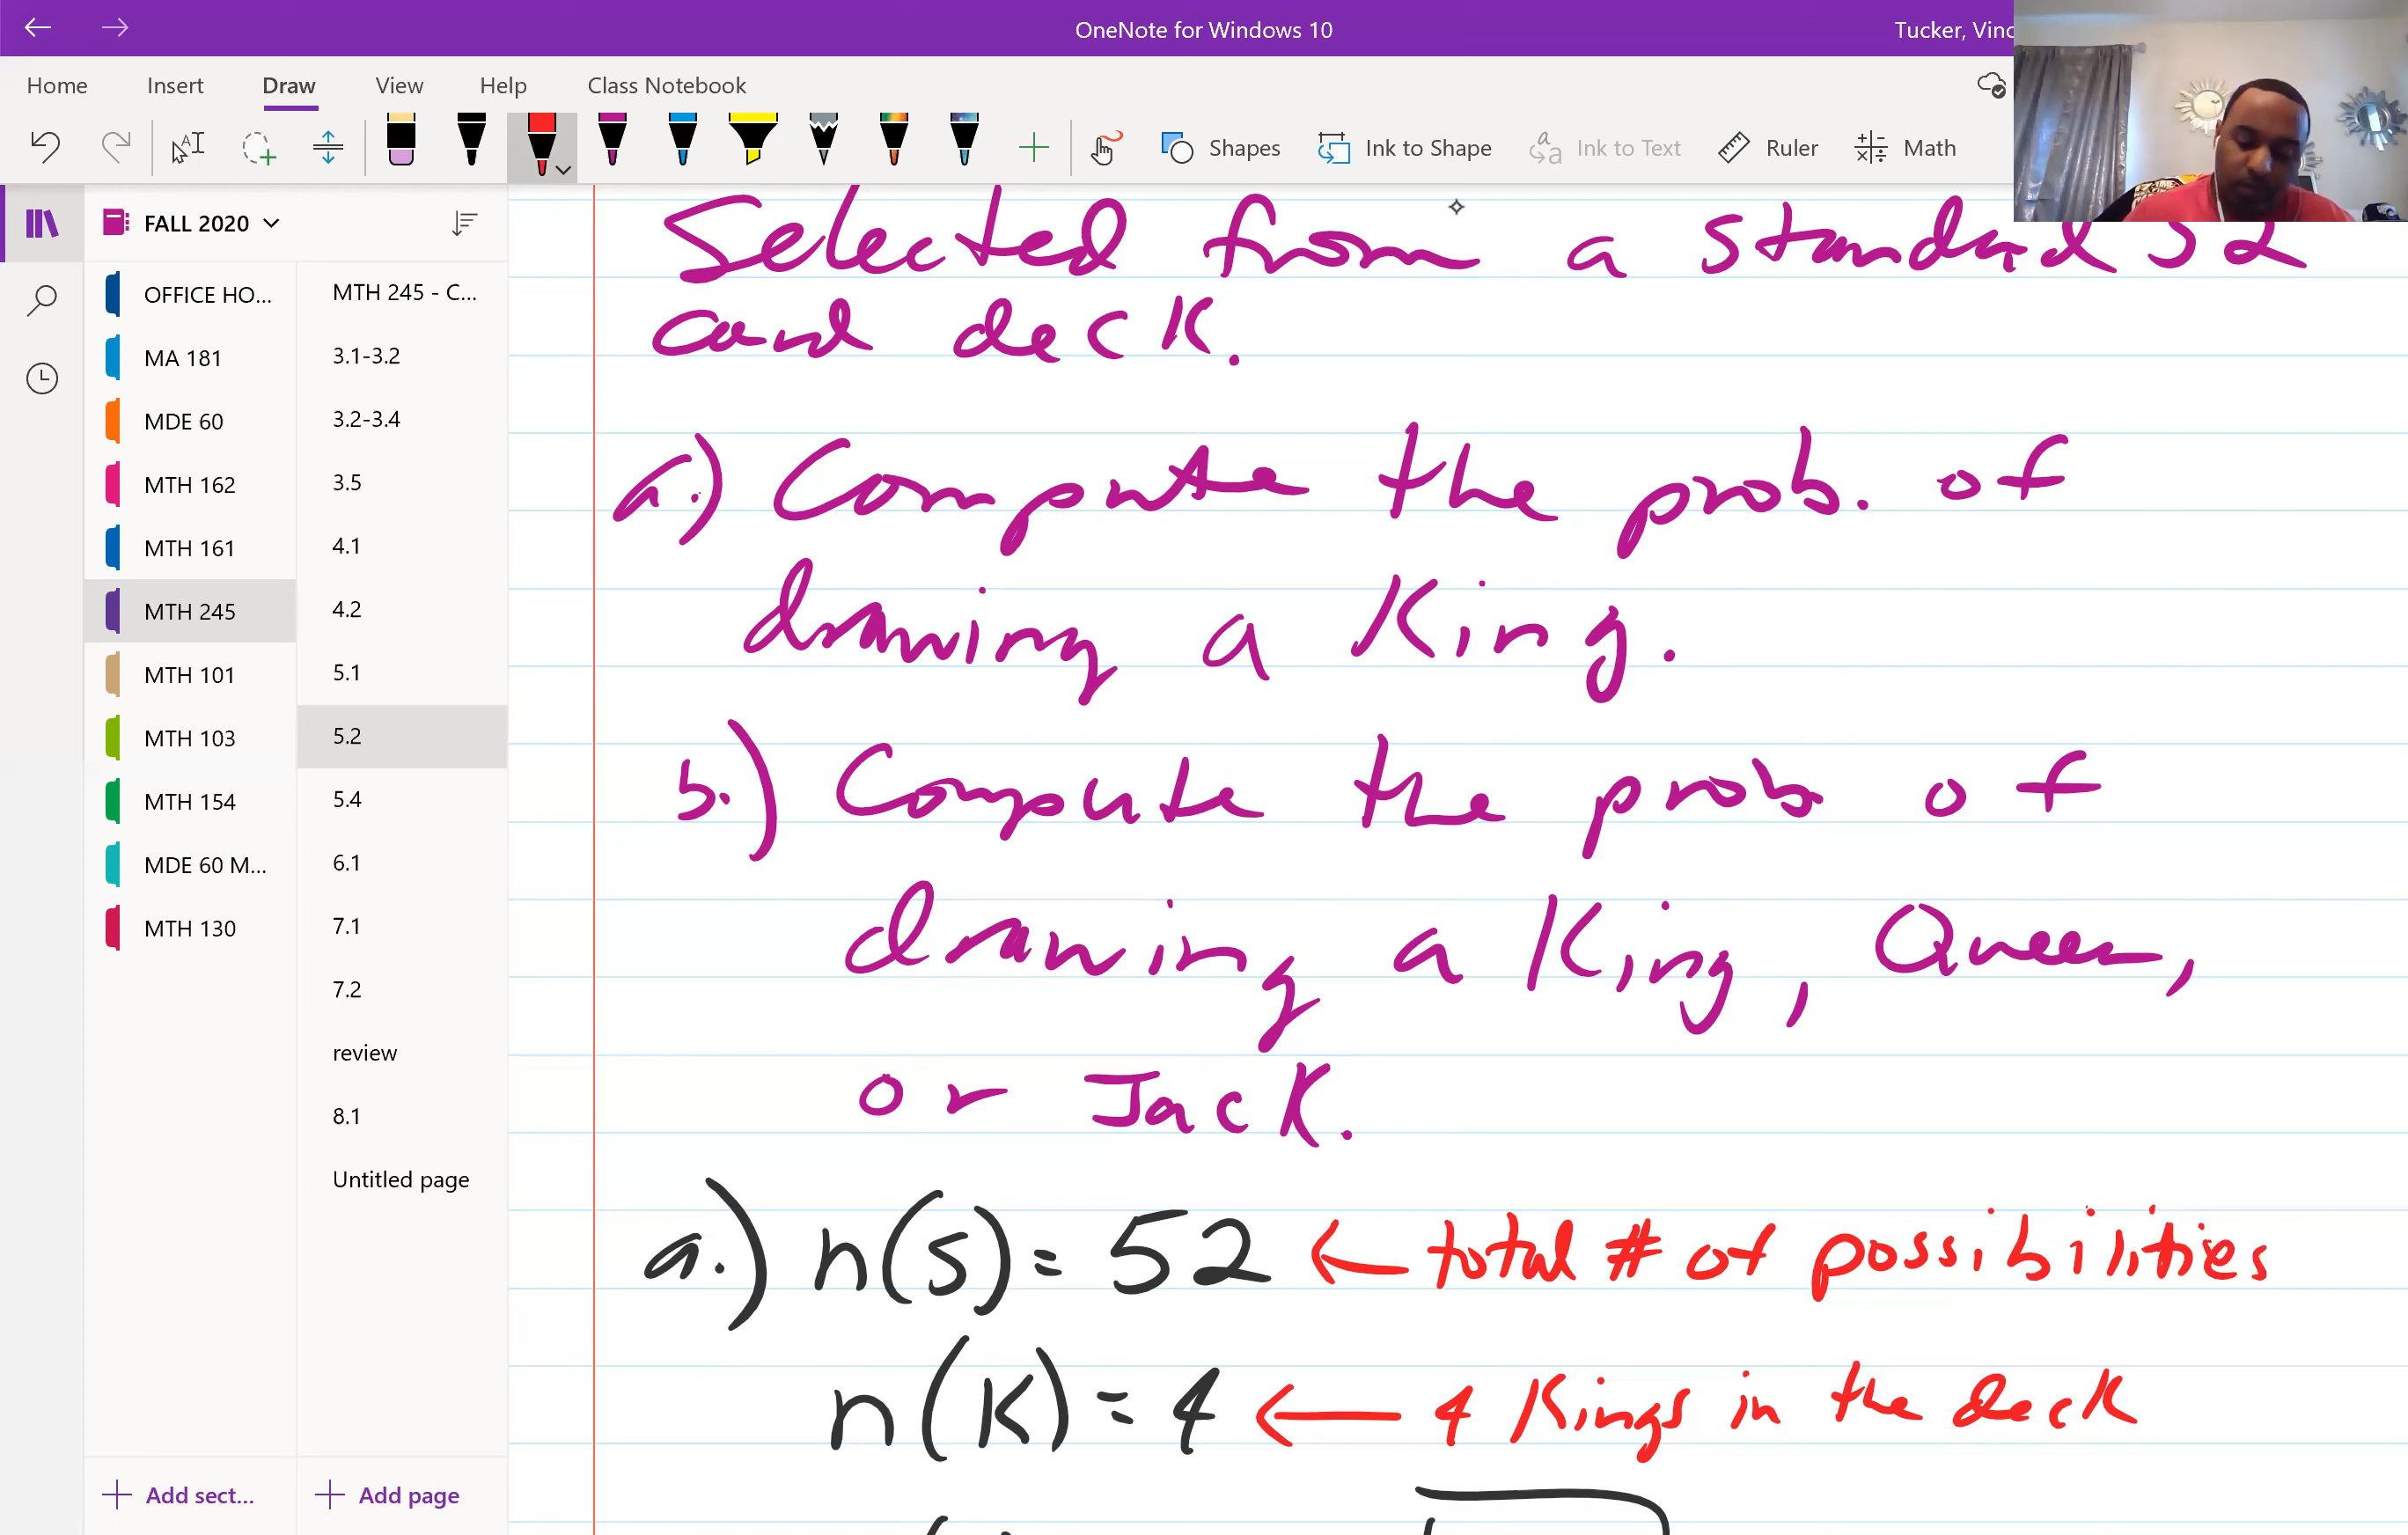 OneNote for Windows 10
Tucker, Vinc
Home Insert Draw View Help Class Notebook
Shapes Ink to Shape Ink to Text Ruler Math
FALL 2020
OFFICE HO...
MA 181
MDE 60
MTH 162
MTH 161
MTH 245
MTH 101
MTH 103
MTH 154
MDE 60 M...
MTH 130
Add sect...
MTH 245 - C...
3.1-3.2
3.2-3.4
3.5
4.1
4.2
5.1
5.2
5.4
6.1
7.1
7.2
review
8.1
Untitled page
Add page
Selected from a standard 52
card deck.
a.) Compute the prob. of
drawing a King.
b.) Compute the prob of
drawing a King, Queen,
or Jack.
a.) n(S) = 52 ← total # of possibilities
n(K) = 4 ← 4 Kings in the deck